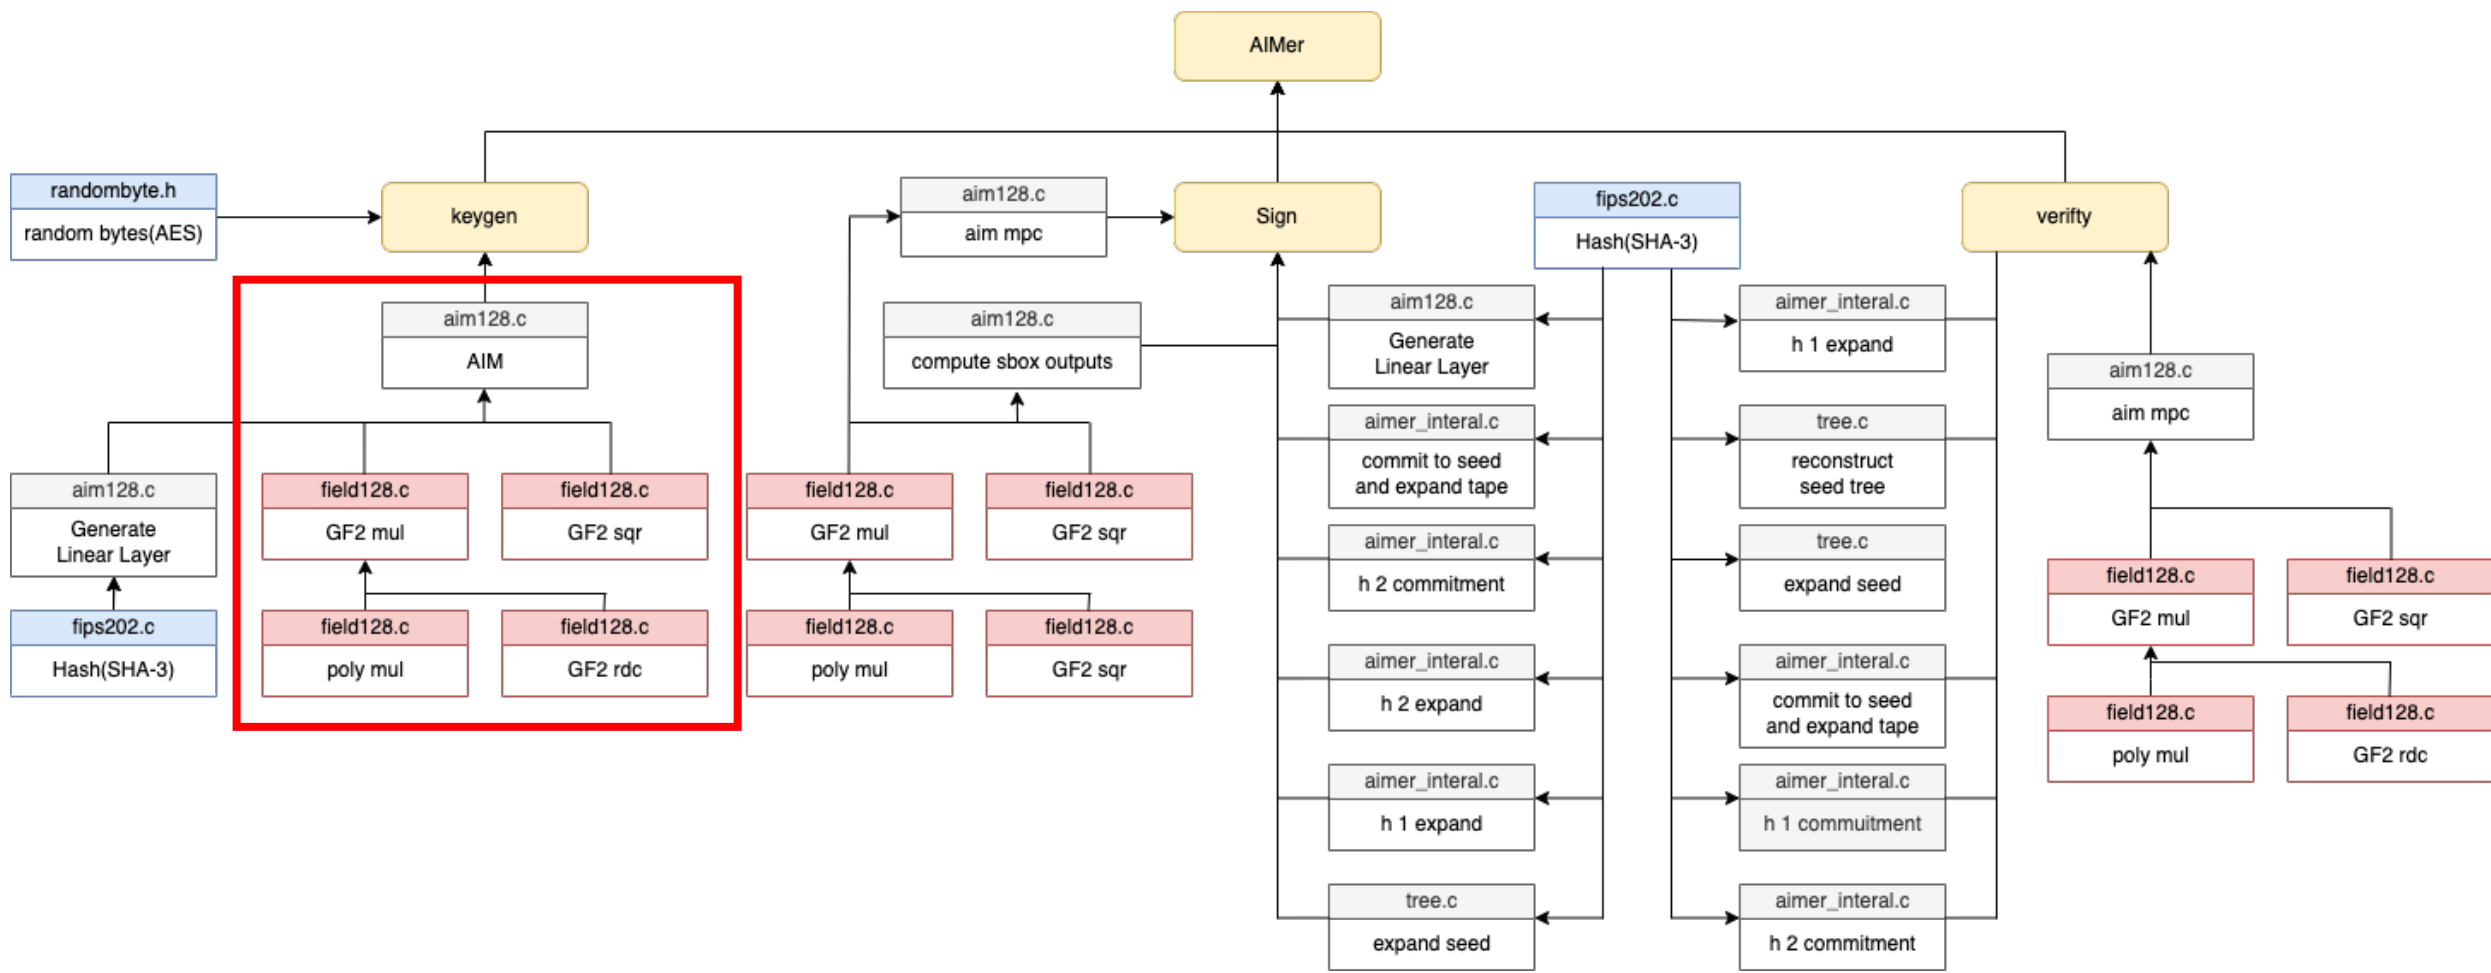 AIMer
randombyte.h
random bytes(AES)
keygen
aim128.c
aim mpc
Sign
fips202.c
Hash(SHA-3)
verifty
aim128.c
AIM
aim128.c
Generate
Linear Layer
fips202.c
Hash(SHA-3)
field128.c
GF2 mul
field128.c
GF2 sqr
field128.c
poly mul
field128.c
GF2 rdc
aim128.c
compute sbox outputs
field128.c
GF2 mul
field128.c
GF2 sqr
field128.c
poly mul
field128.c
GF2 sqr
aim128.c
Generate
Linear Layer
aimer_interal.c
commit to seed
and expand tape
aimer_interal.c
h 2 commitment
aimer_interal.c
h 2 expand
aimer_interal.c
h 1 expand
tree.c
expand seed
aimer_interal.c
h 1 expand
tree.c
reconstruct
seed tree
tree.c
expand seed
aimer_interal.c
commit to seed
and expand tape
aimer_interal.c
h 1 commuitment
aimer_interal.c
h 2 commitment
aim128.c
aim mpc
field128.c
GF2 mul
field128.c
GF2 sqr
field128.c
poly mul
field128.c
GF2 rdc